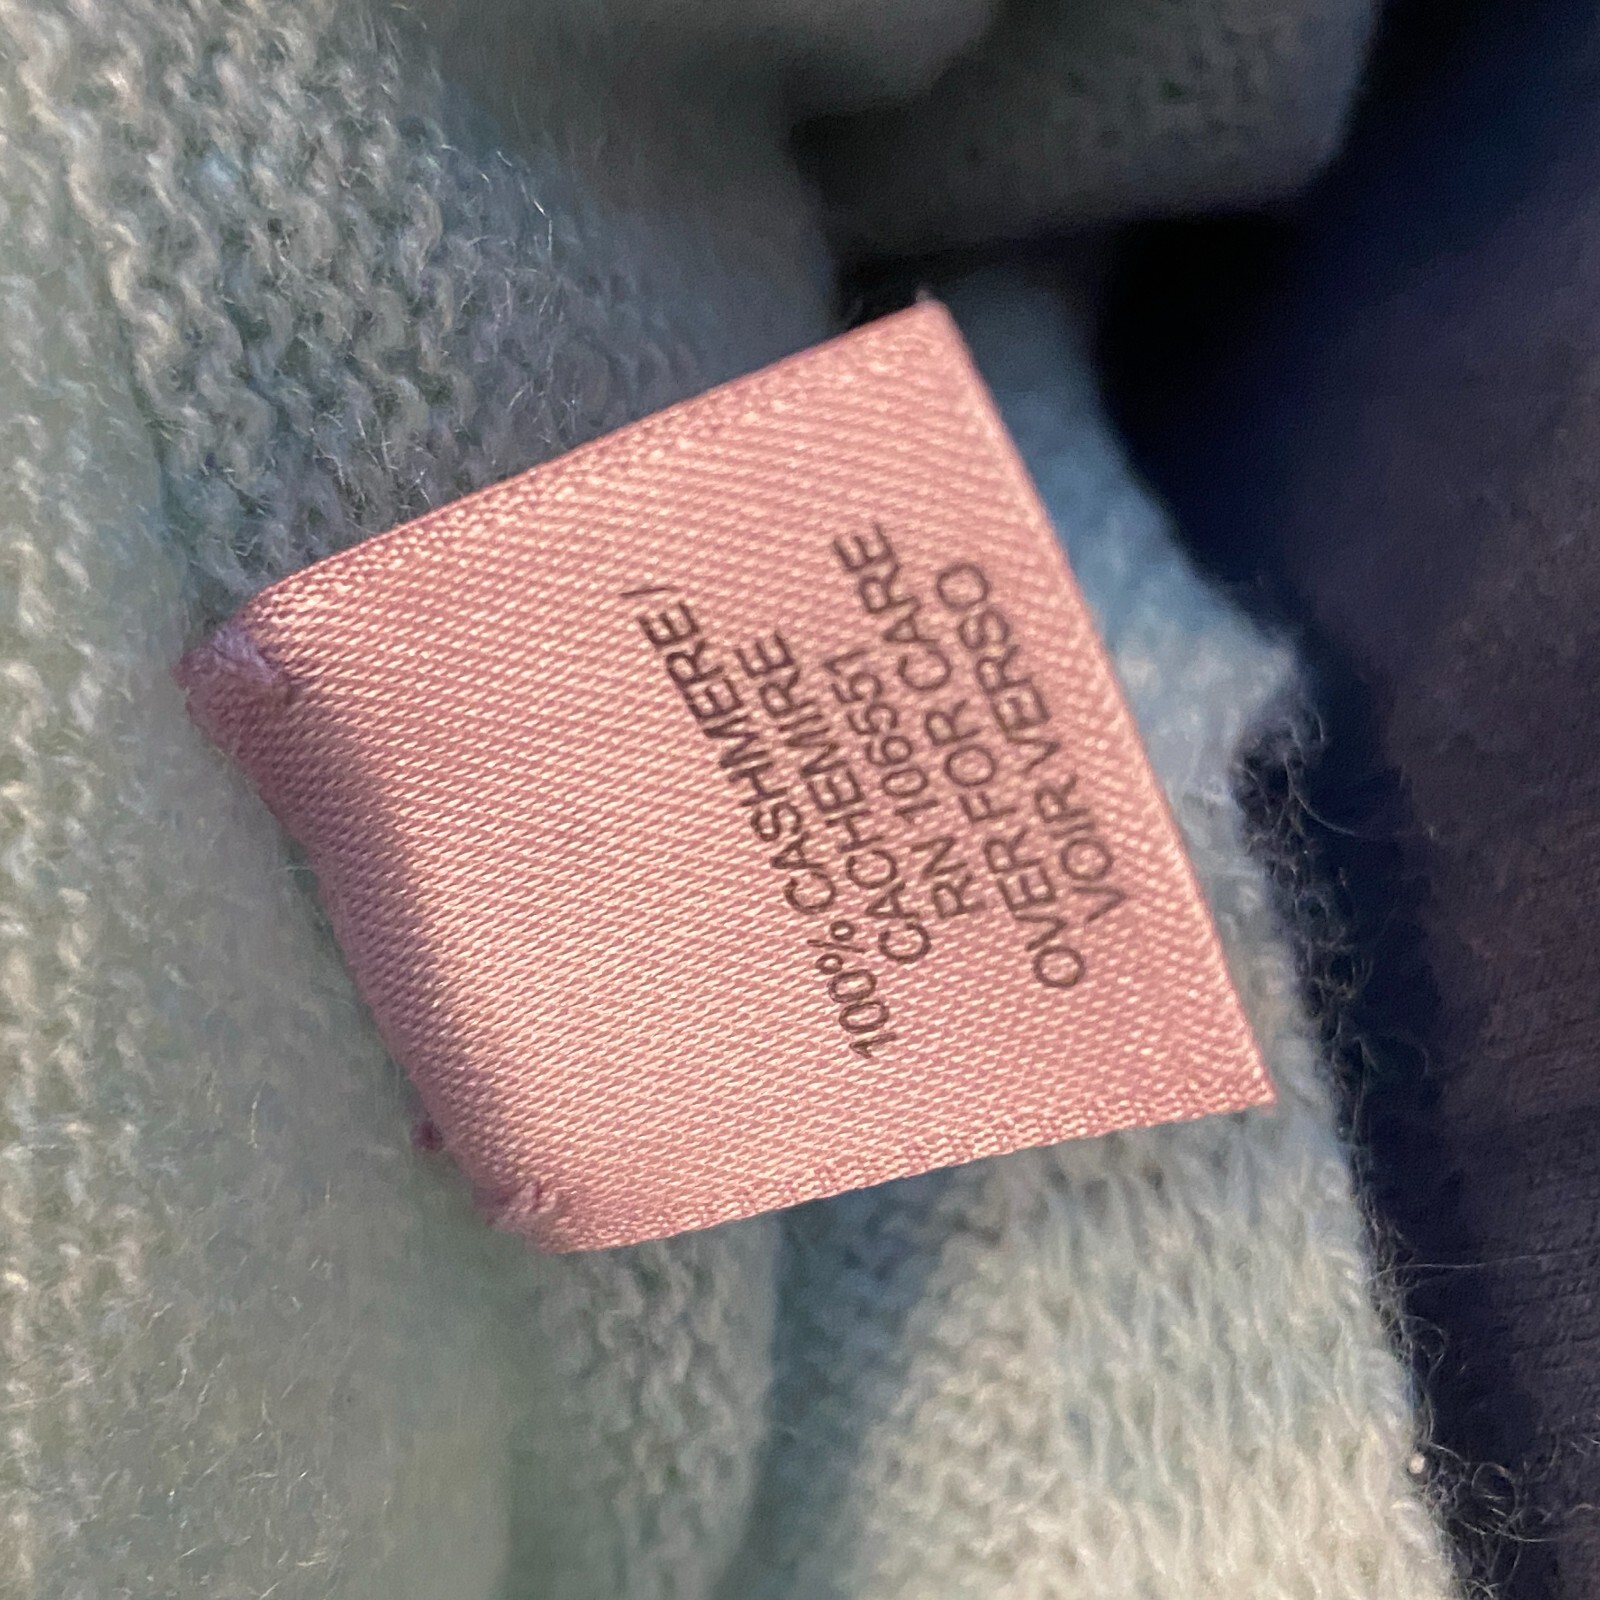 100% CASHMERE /
CACHEMIRE
RN 106551
OVER FOR CARE
VOIR VERSO